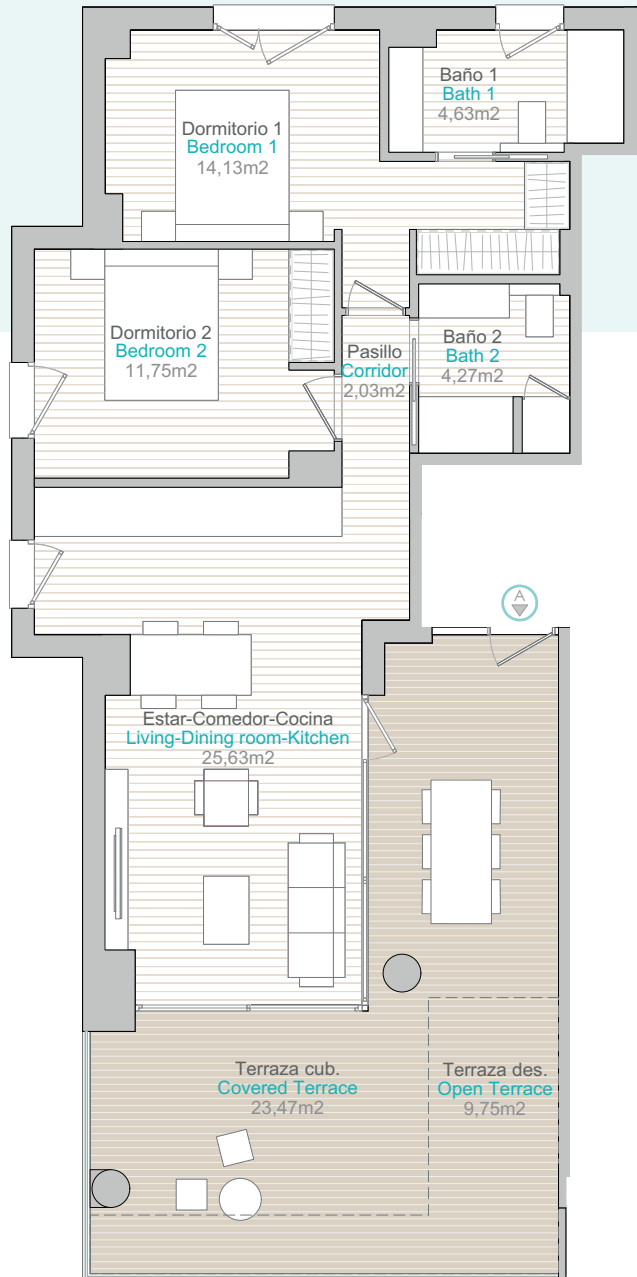 Baño 1
Bath 1
4,63m2
Dormitorio 1
Bedroom 1
14,13m2
Dormitorio 2
Bedroom 2
11,75m2
Pasillo
Corridor
2,03m2
Baño 2
Bath 2
4,27m2
A
Estar-Comedor-Cocina
Living-Dining room-Kitchen
25,63m2
Terraza cub.
Covered Terrace
23,47m2
Terraza des.
Open Terrace
9,75m2